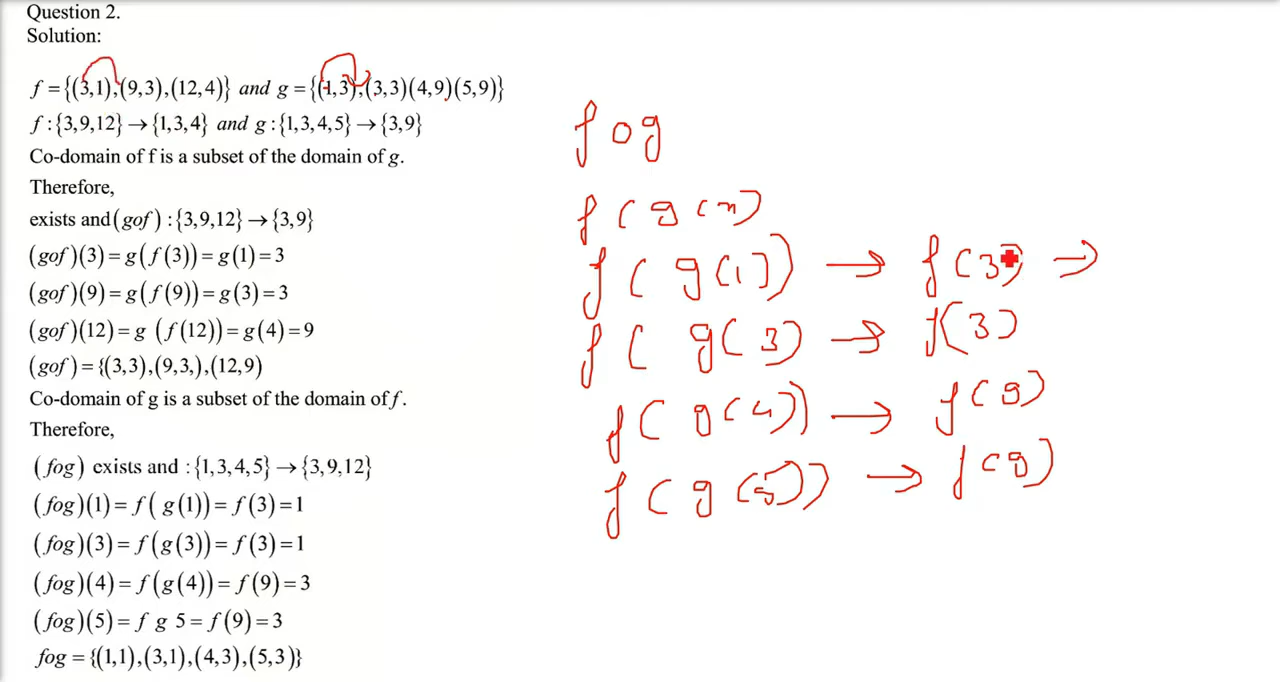 Question 2.
Solution:
f = {(3,1),(9,3),(12,4)} and g = {(1,3),(3,3)(4,9)(5,9)}
f : {3,9,12} → {1,3,4} and g : {1,3,4,5} → {3,9}
Co-domain of f is a subset of the domain of g.
Therefore,
exists and (gof) : {3,9,12} → {3,9}
(gof)(3) = g(f(3)) = g(1) = 3
(gof)(9) = g(f(9)) = g(3) = 3
(gof)(12) = g (f(12)) = g(4) = 9
(gof) = {(3,3),(9,3,),(12,9)
Co-domain of g is a subset of the domain of f.
Therefore,
(fog) exists and : {1,3,4,5} → {3,9,12}
(fog)(1) = f( g(1)) = f(3) = 1
(fog)(3) = f(g(3)) = f(3) = 1
(fog)(4) = f(g(4)) = f(9) = 3
(fog)(5) = f g 5 = f(9) = 3
fog = {(1,1),(3,1),(4,3),(5,3)}
fog
f(g(x)
f(g(1)) → f(3) →
f(g(3) → f(3)
f(g(4)) → f(9)
f(g(5)) → f(9)